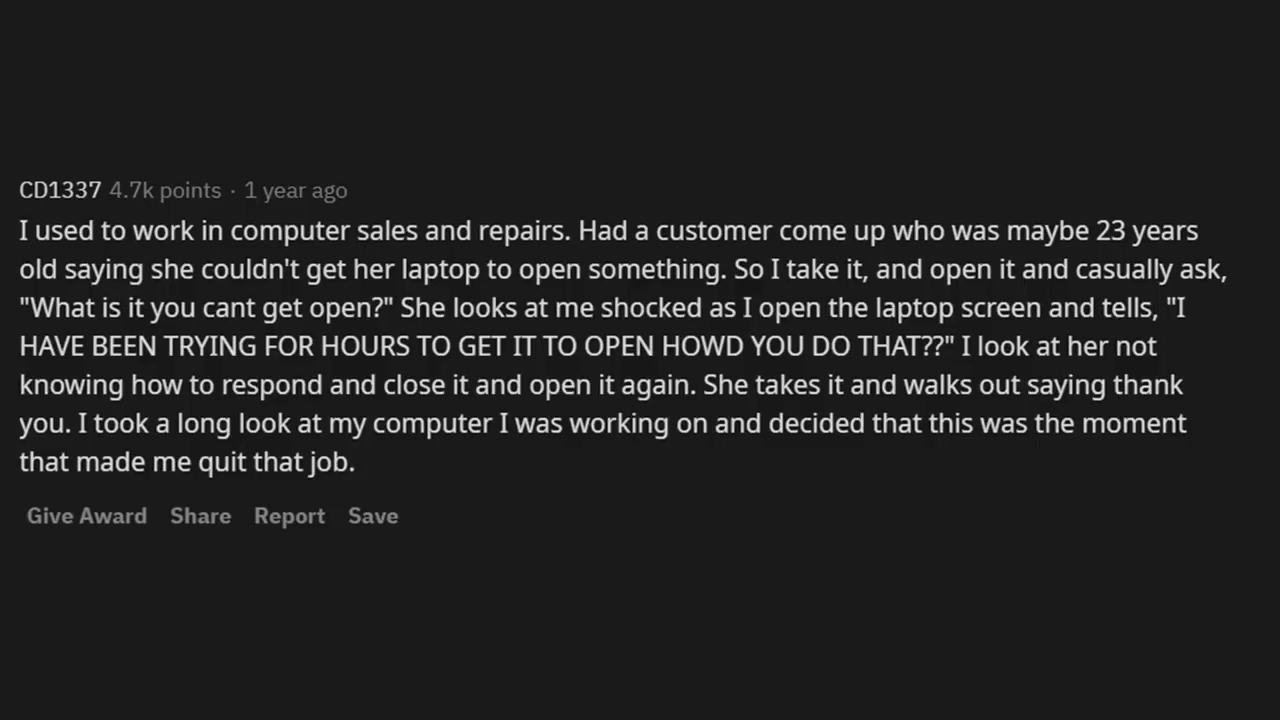 CD1337 4.7k points · 1 year ago
I used to work in computer sales and repairs. Had a customer come up who was maybe 23 years
old saying she couldn't get her laptop to open something. So I take it, and open it and casually ask,
"What is it you cant get open?" She looks at me shocked as I open the laptop screen and tells, "I
HAVE BEEN TRYING FOR HOURS TO GET IT TO OPEN HOWD YOU DO THAT??" I look at her not
knowing how to respond and close it and open it again. She takes it and walks out saying thank
you. I took a long look at my computer I was working on and decided that this was the moment
that made me quit that job.
Give Award Share Report Save